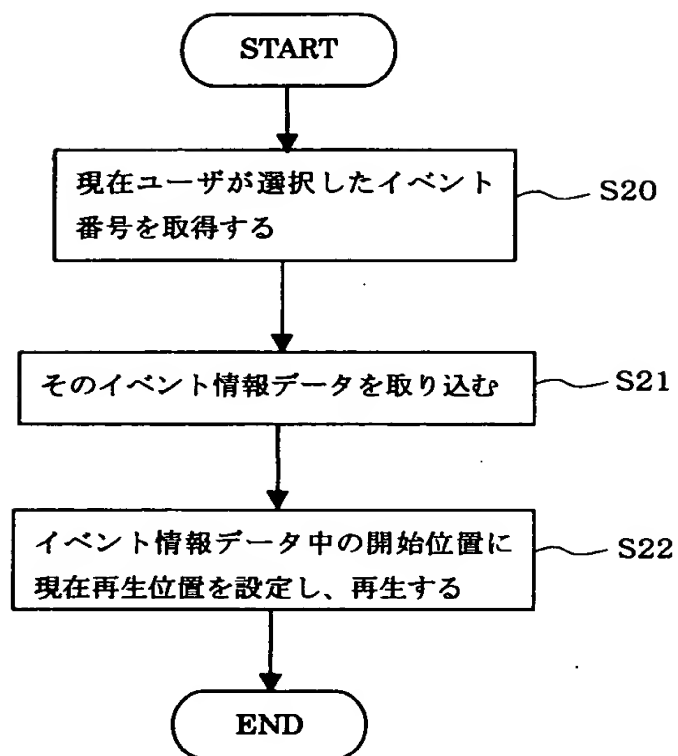 START
現在ユーザが選択したイベント
番号を取得する
S20
そのイベント情報データを取り込む
S21
イベント情報データ中の開始位置に
現在再生位置を設定し、再生する
S22
END